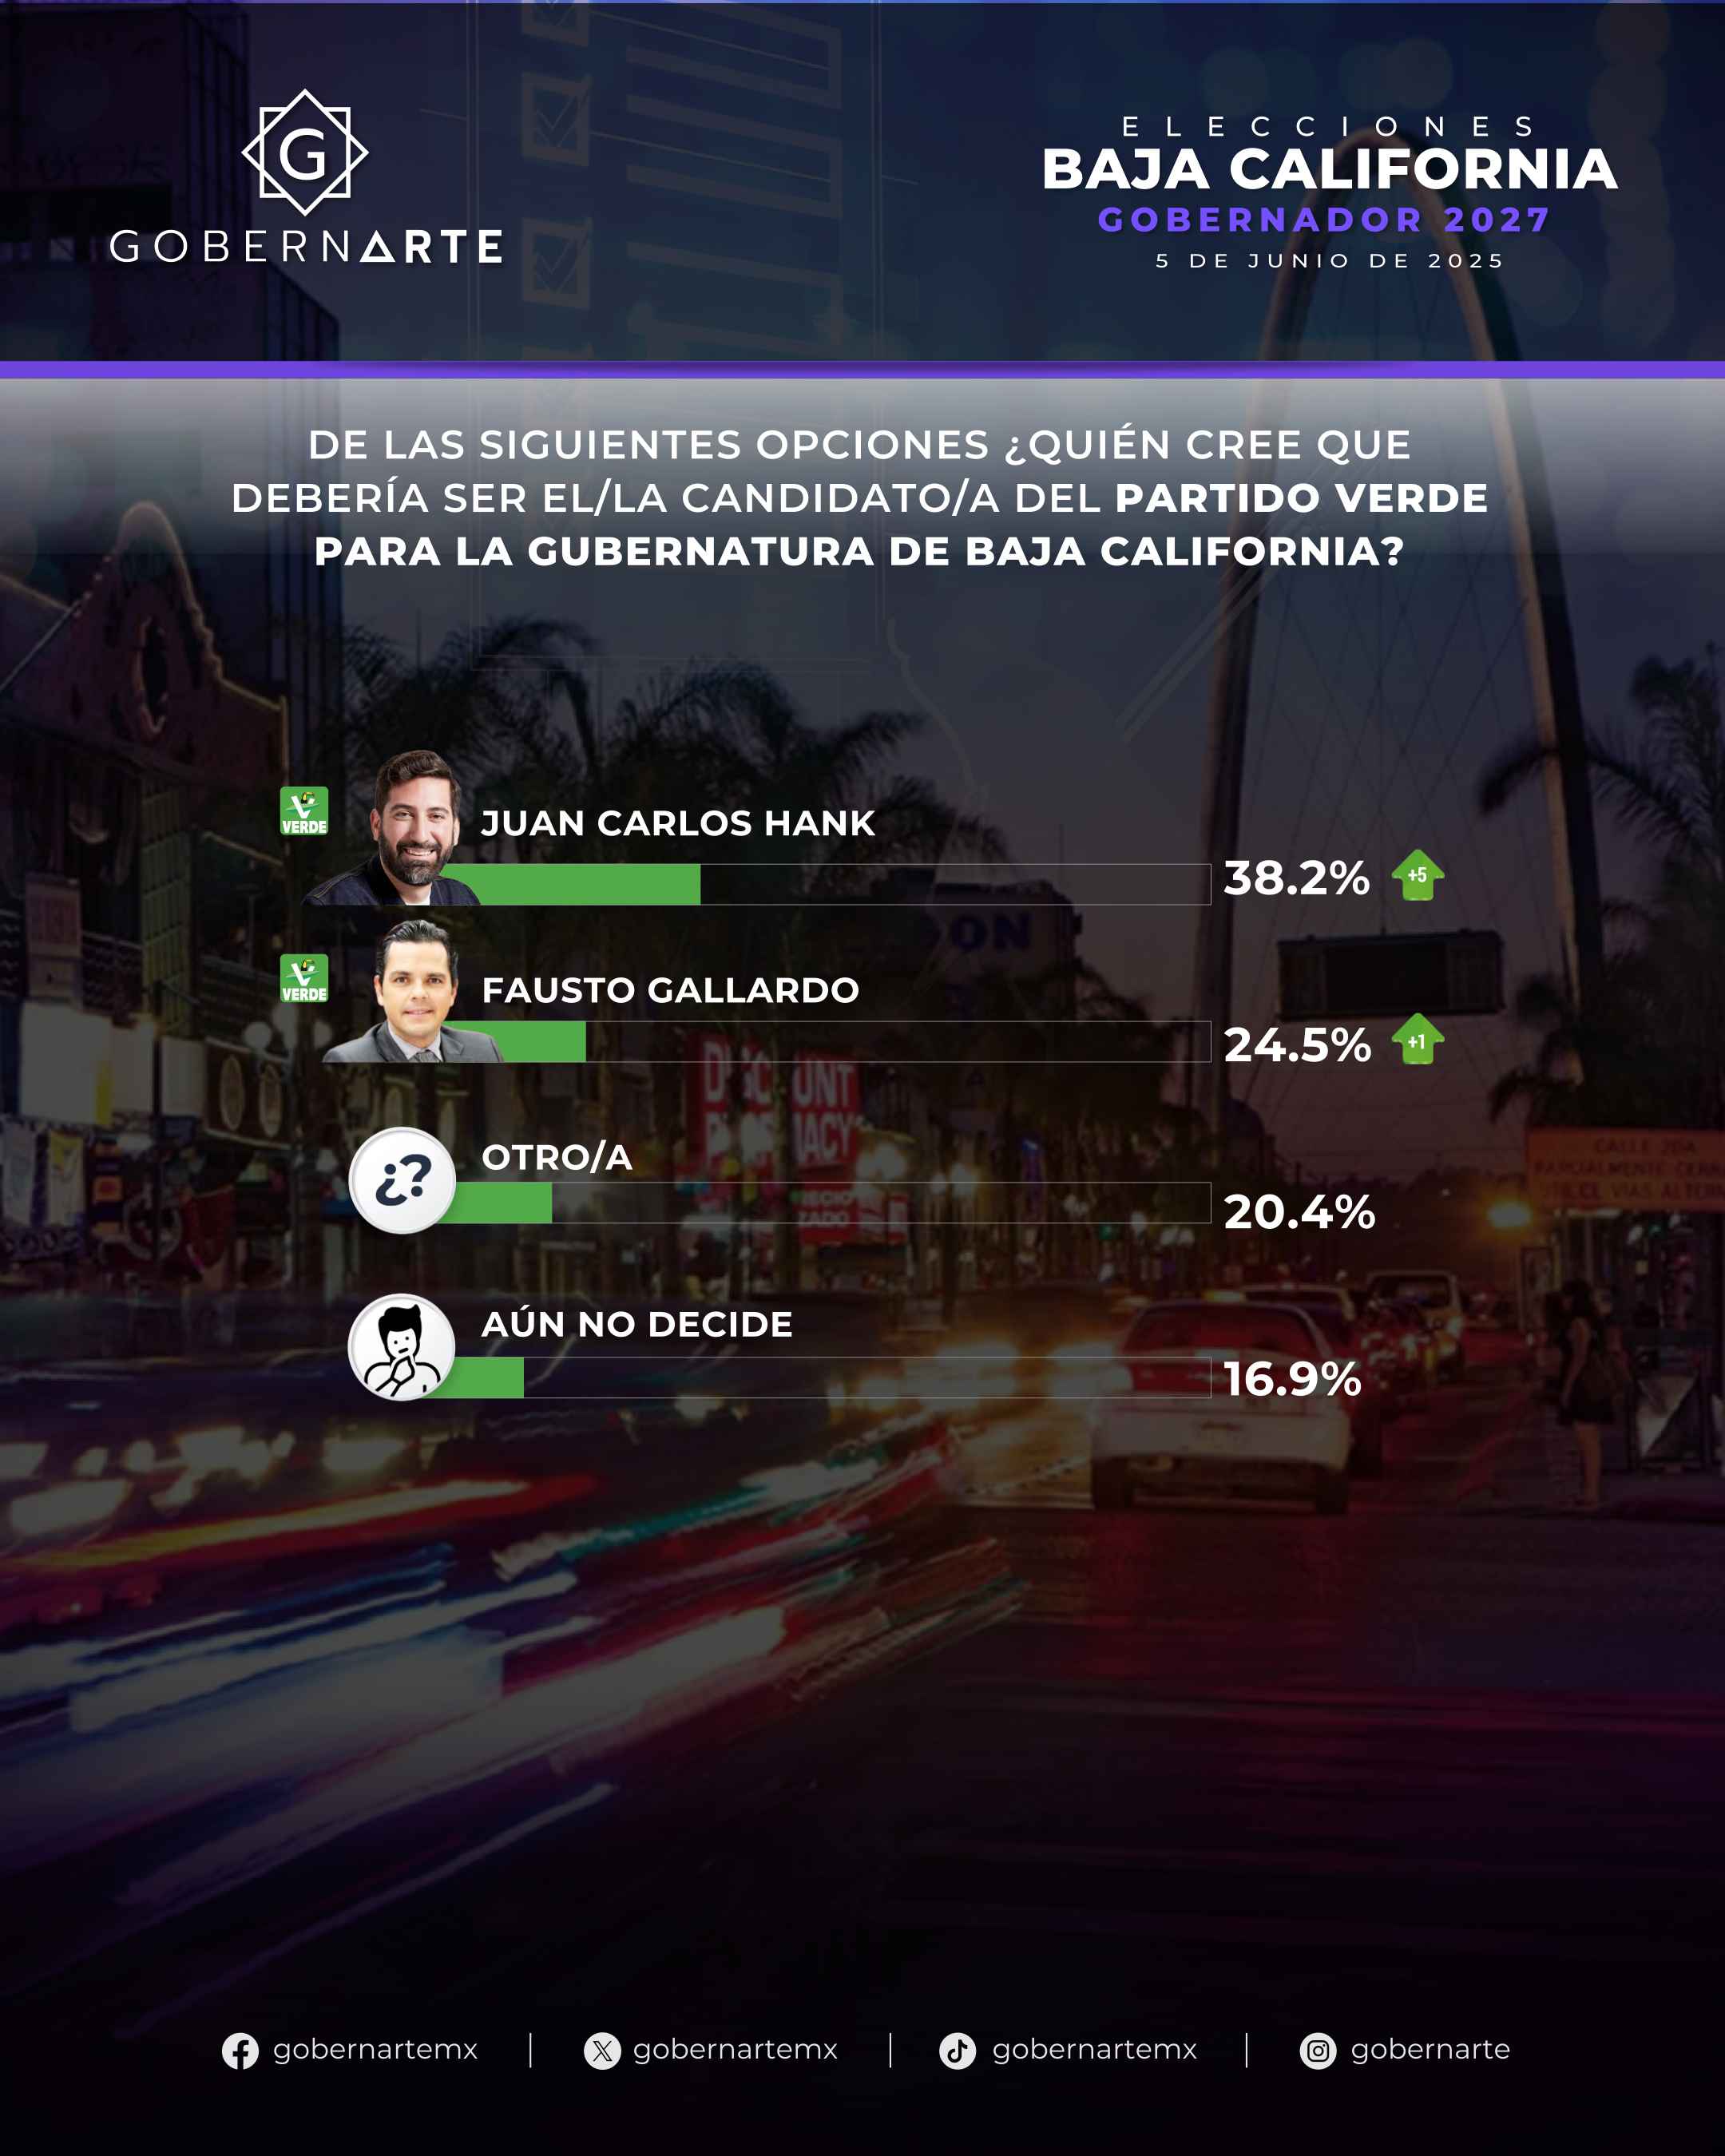 G
GOBERNARTE
ELECCIONES
BAJA CALIFORNIA
GOBERNADOR 2027
5 DE JUNIO DE 2025
DE LAS SIGUIENTES OPCIONES ¿QUIÉN CREE QUE
DEBERÍA SER EL/LA CANDIDATO/A DEL PARTIDO VERDE
PARA LA GUBERNATURA DE BAJA CALIFORNIA?
VERDE
JUAN CARLOS HANK
38.2%
+5
VERDE
FAUSTO GALLARDO
24.5%
+1
¿?
OTRO/A
20.4%
AÚN NO DECIDE
16.9%
gobernartemx | gobernartemx | gobernartemx | gobernarte